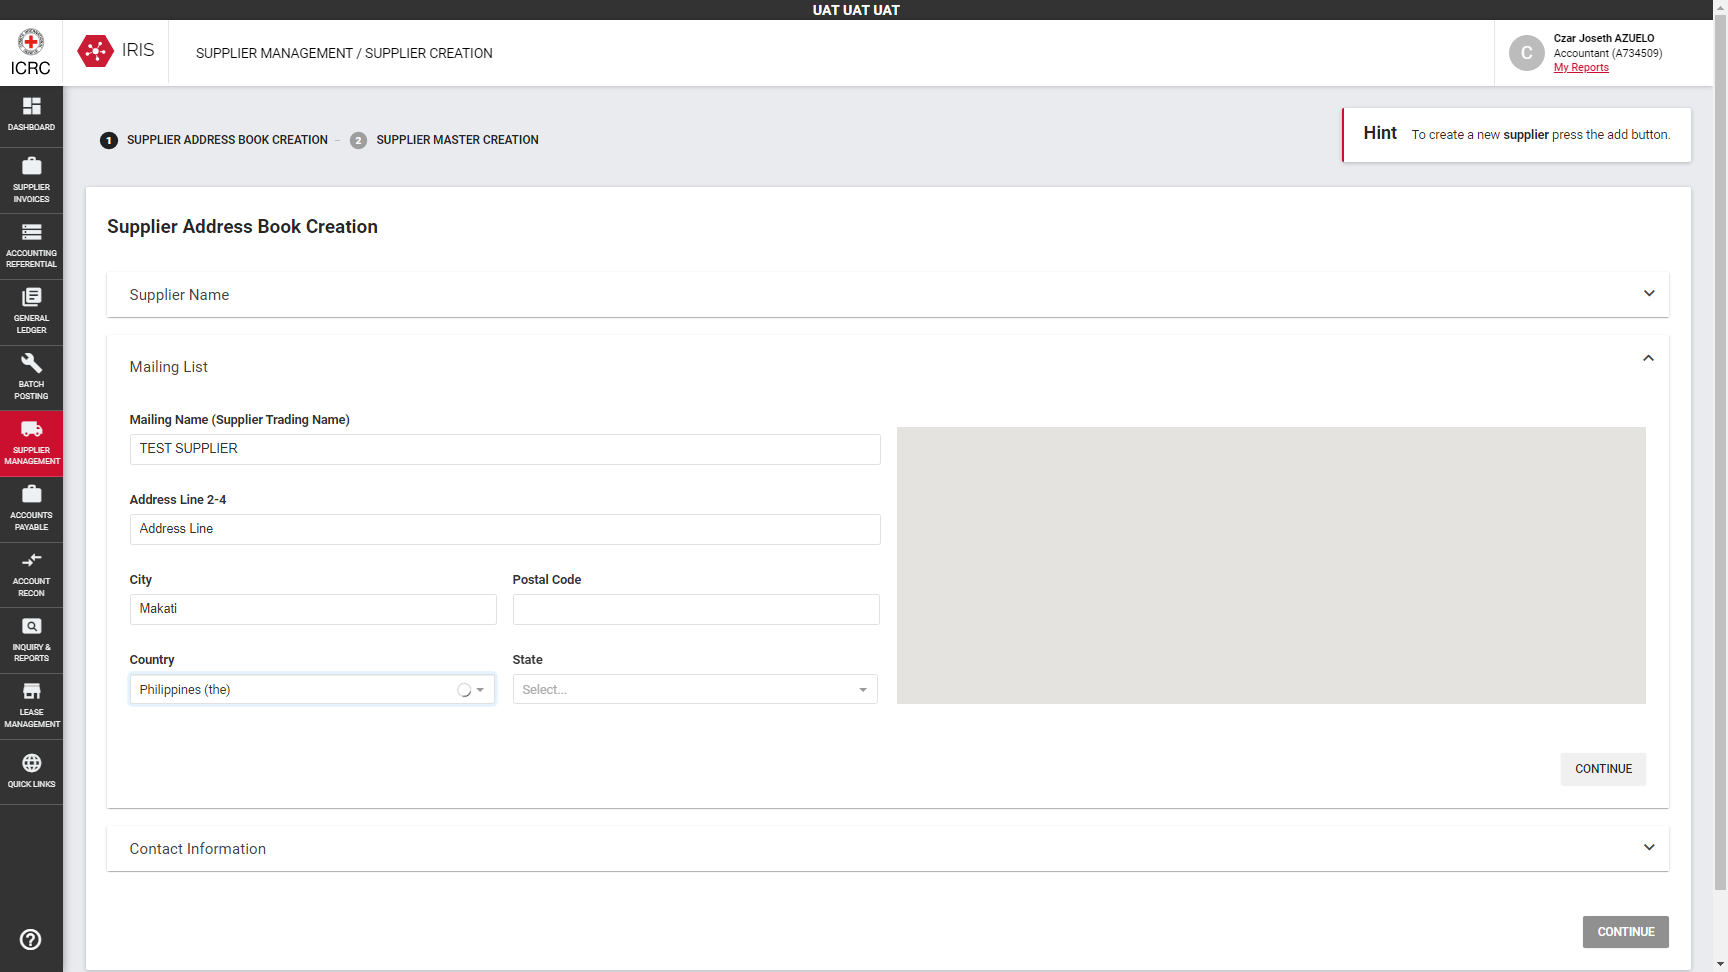 UAT UAT UAT
ICRC
IRIS
SUPPLIER MANAGEMENT / SUPPLIER CREATION
C
Czar Joseth AZUELO
Accountant (A734509)
My Reports
DASHBOARD
SUPPLIER
INVOICES
ACCOUNTING
REFERENTIAL
GENERAL
LEDGER
BATCH
POSTING
SUPPLIER
MANAGEMENT
ACCOUNTS
PAYABLE
ACCOUNT
RECON
INQUIRY &
REPORTS
LEASE
MANAGEMENT
QUICK LINKS
1 SUPPLIER ADDRESS BOOK CREATION – 2 SUPPLIER MASTER CREATION
Hint To create a new supplier press the add button.
Supplier Address Book Creation
Supplier Name
Mailing List
Mailing Name (Supplier Trading Name)
TEST SUPPLIER
Address Line 2-4
Address Line
City Postal Code
Makati
Country State
Philippines (the) Select...
CONTINUE
Contact Information
CONTINUE